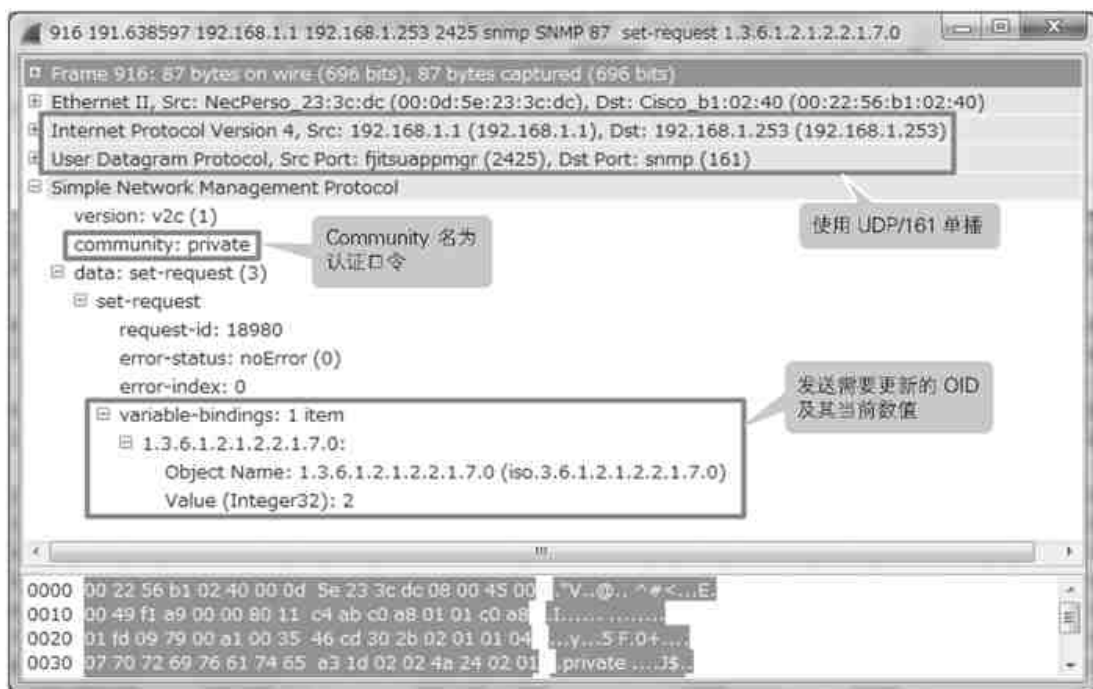 916 191.638597 192.168.1.1 192.168.1.253 2425 snmp SNMP 87 set-request 1.3.6.1.2.1.2.2.1.7.0
Frame 916: 87 bytes on wire (696 bits), 87 bytes captured (696 bits)
Ethernet II, Src: NecPerso_23:3c:dc (00:0d:5e:23:3c:dc), Dst: Cisco_b1:02:40 (00:22:56:b1:02:40)
Internet Protocol Version 4, Src: 192.168.1.1 (192.168.1.1), Dst: 192.168.1.253 (192.168.1.253)
User Datagram Protocol, Src Port: fjitsuappmgr (2425), Dst Port: snmp (161)
Simple Network Management Protocol
version: v2c (1)
使用 UDP/161 单播
community: private
Community 名为
认证口令
data: set-request (3)
set-request
request-id: 18980
error-status: noError (0)
error-index: 0
发送需要更新的 OID
及其当前数值
variable-bindings: 1 item
1.3.6.1.2.1.2.2.1.7.0:
Object Name: 1.3.6.1.2.1.2.2.1.7.0 (iso.3.6.1.2.1.2.2.1.7.0)
Value (Integer32): 2
0000 00 22 56 b1 02 40 00 0d 5e 23 3c dc 08 00 45 00 ."V..@.. ^#<...E.
0010 00 49 f1 a9 00 00 80 11 c4 ab c0 a8 01 01 c0 a8 .I...... ........
0020 01 fd 09 79 00 a1 00 35 46 cd 30 2b 02 01 01 04 ...y...5 F.0+....
0030 07 70 72 69 76 61 74 65 a3 1d 02 02 4a 24 02 01 .private ....J$..